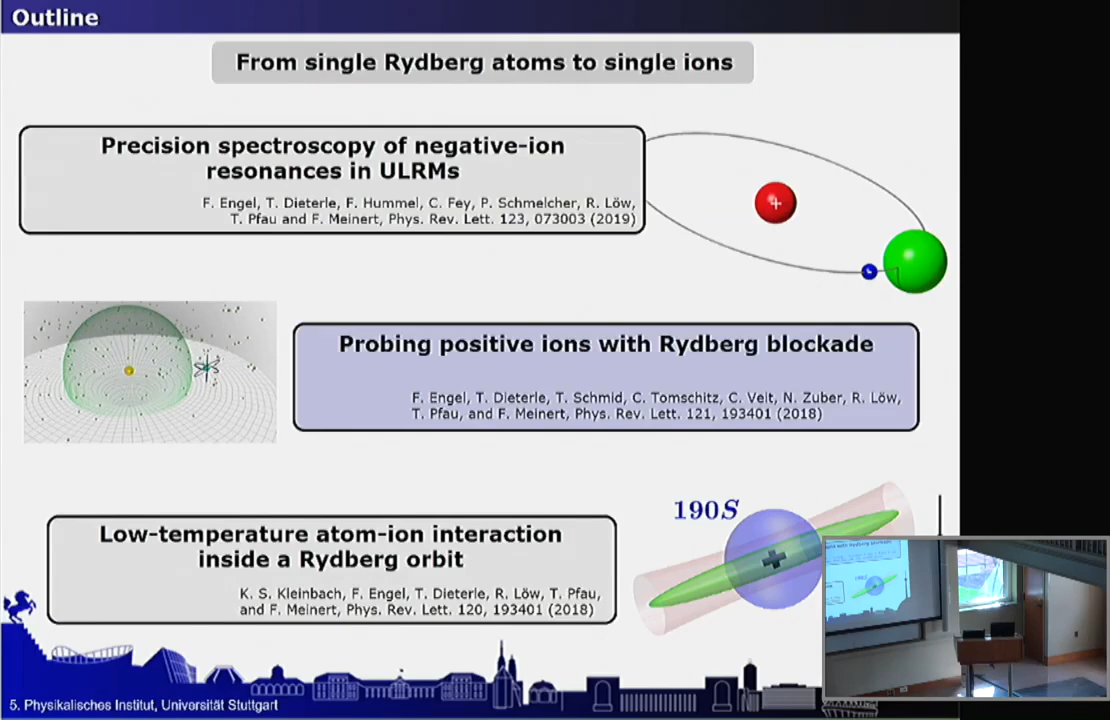 Outline
From single Rydberg atoms to single ions
Precision spectroscopy of negative-ion
resonances in ULRMs
F. Engel, T. Dieterle, F. Hummel, C. Fey, P. Schmelcher, R. Löw,
T. Pfau and F. Meinert, Phys. Rev. Lett. 123, 073003 (2019)
+
Probing positive ions with Rydberg blockade
F. Engel, T. Dieterle, T. Schmid, C. Tomschitz, C. Veit, N. Zuber, R. Löw,
T. Pfau, and F. Meinert, Phys. Rev. Lett. 121, 193401 (2018)
190S
Low-temperature atom-ion interaction
inside a Rydberg orbit
K. S. Kleinbach, F. Engel, T. Dieterle, R. Löw, T. Pfau,
and F. Meinert, Phys. Rev. Lett. 120, 193401 (2018)
5. Physikalisches Institut, Universität Stuttgart